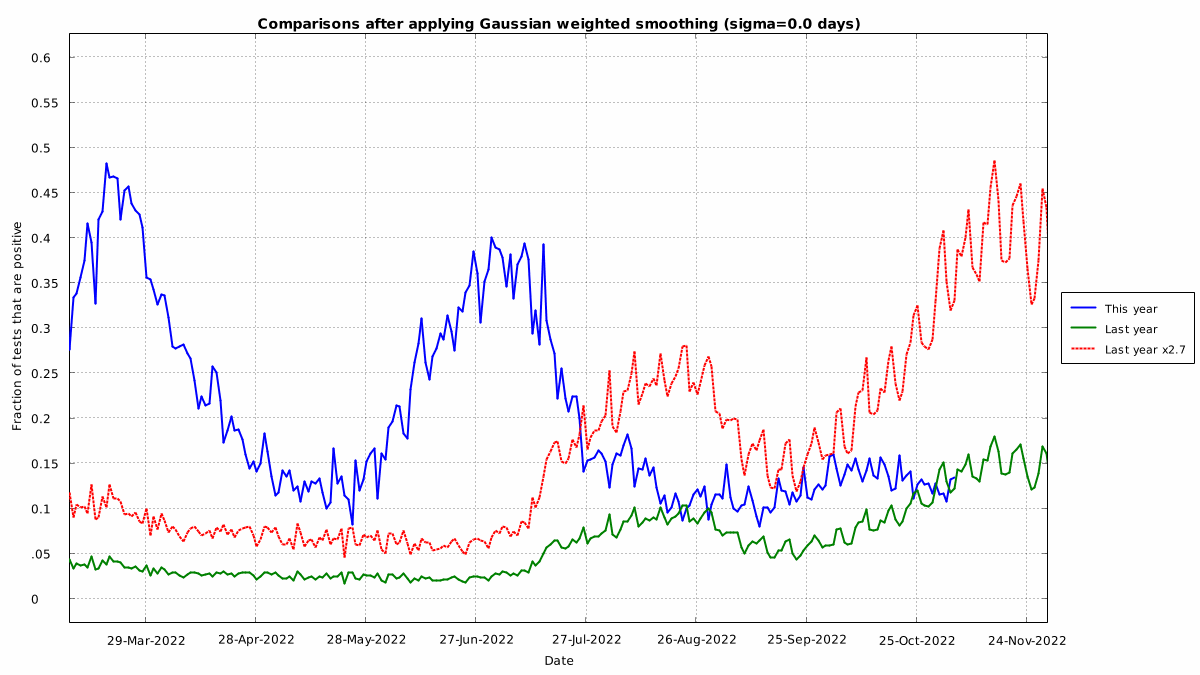 Comparisons after applying Gaussian weighted smoothing (sigma=0.0 days)
0.6
0.55
0.5
0.45
0.4
0.35
0.3
0.25
0.2
0.15
0.1
.05
0
Fraction of tests that are positive
29-Mar-2022
28-Apr-2022
28-May-2022
27-Jun-2022
27-Jul-2022
26-Aug-2022
25-Sep-2022
25-Oct-2022
24-Nov-2022
Date
This year
Last year
Last year x2.7